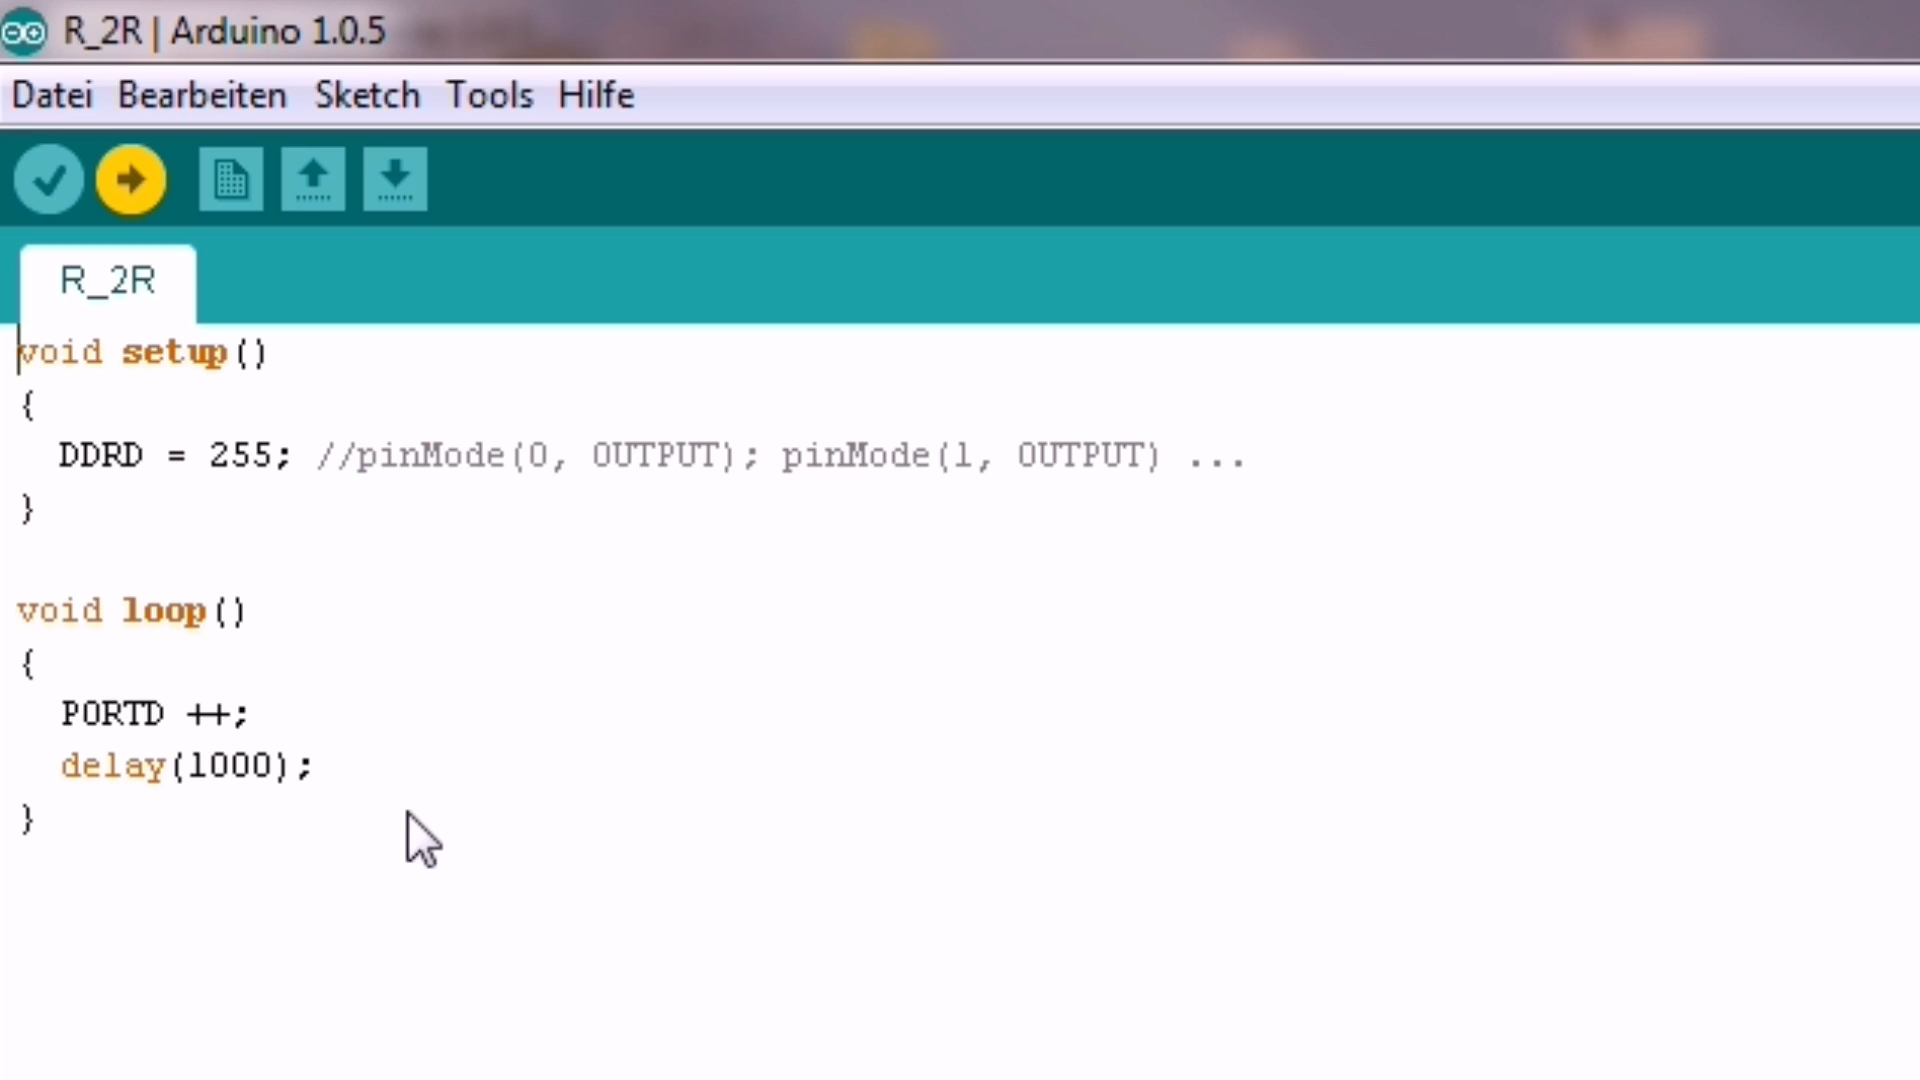 R_2R | Arduino 1.0.5
Datei Bearbeiten Sketch Tools Hilfe
R_2R
void setup()
{
  DDRD = 255; //pinMode(0, OUTPUT); pinMode(1, OUTPUT) ...
}
void loop()
{
  PORTD ++;
  delay(1000);
}